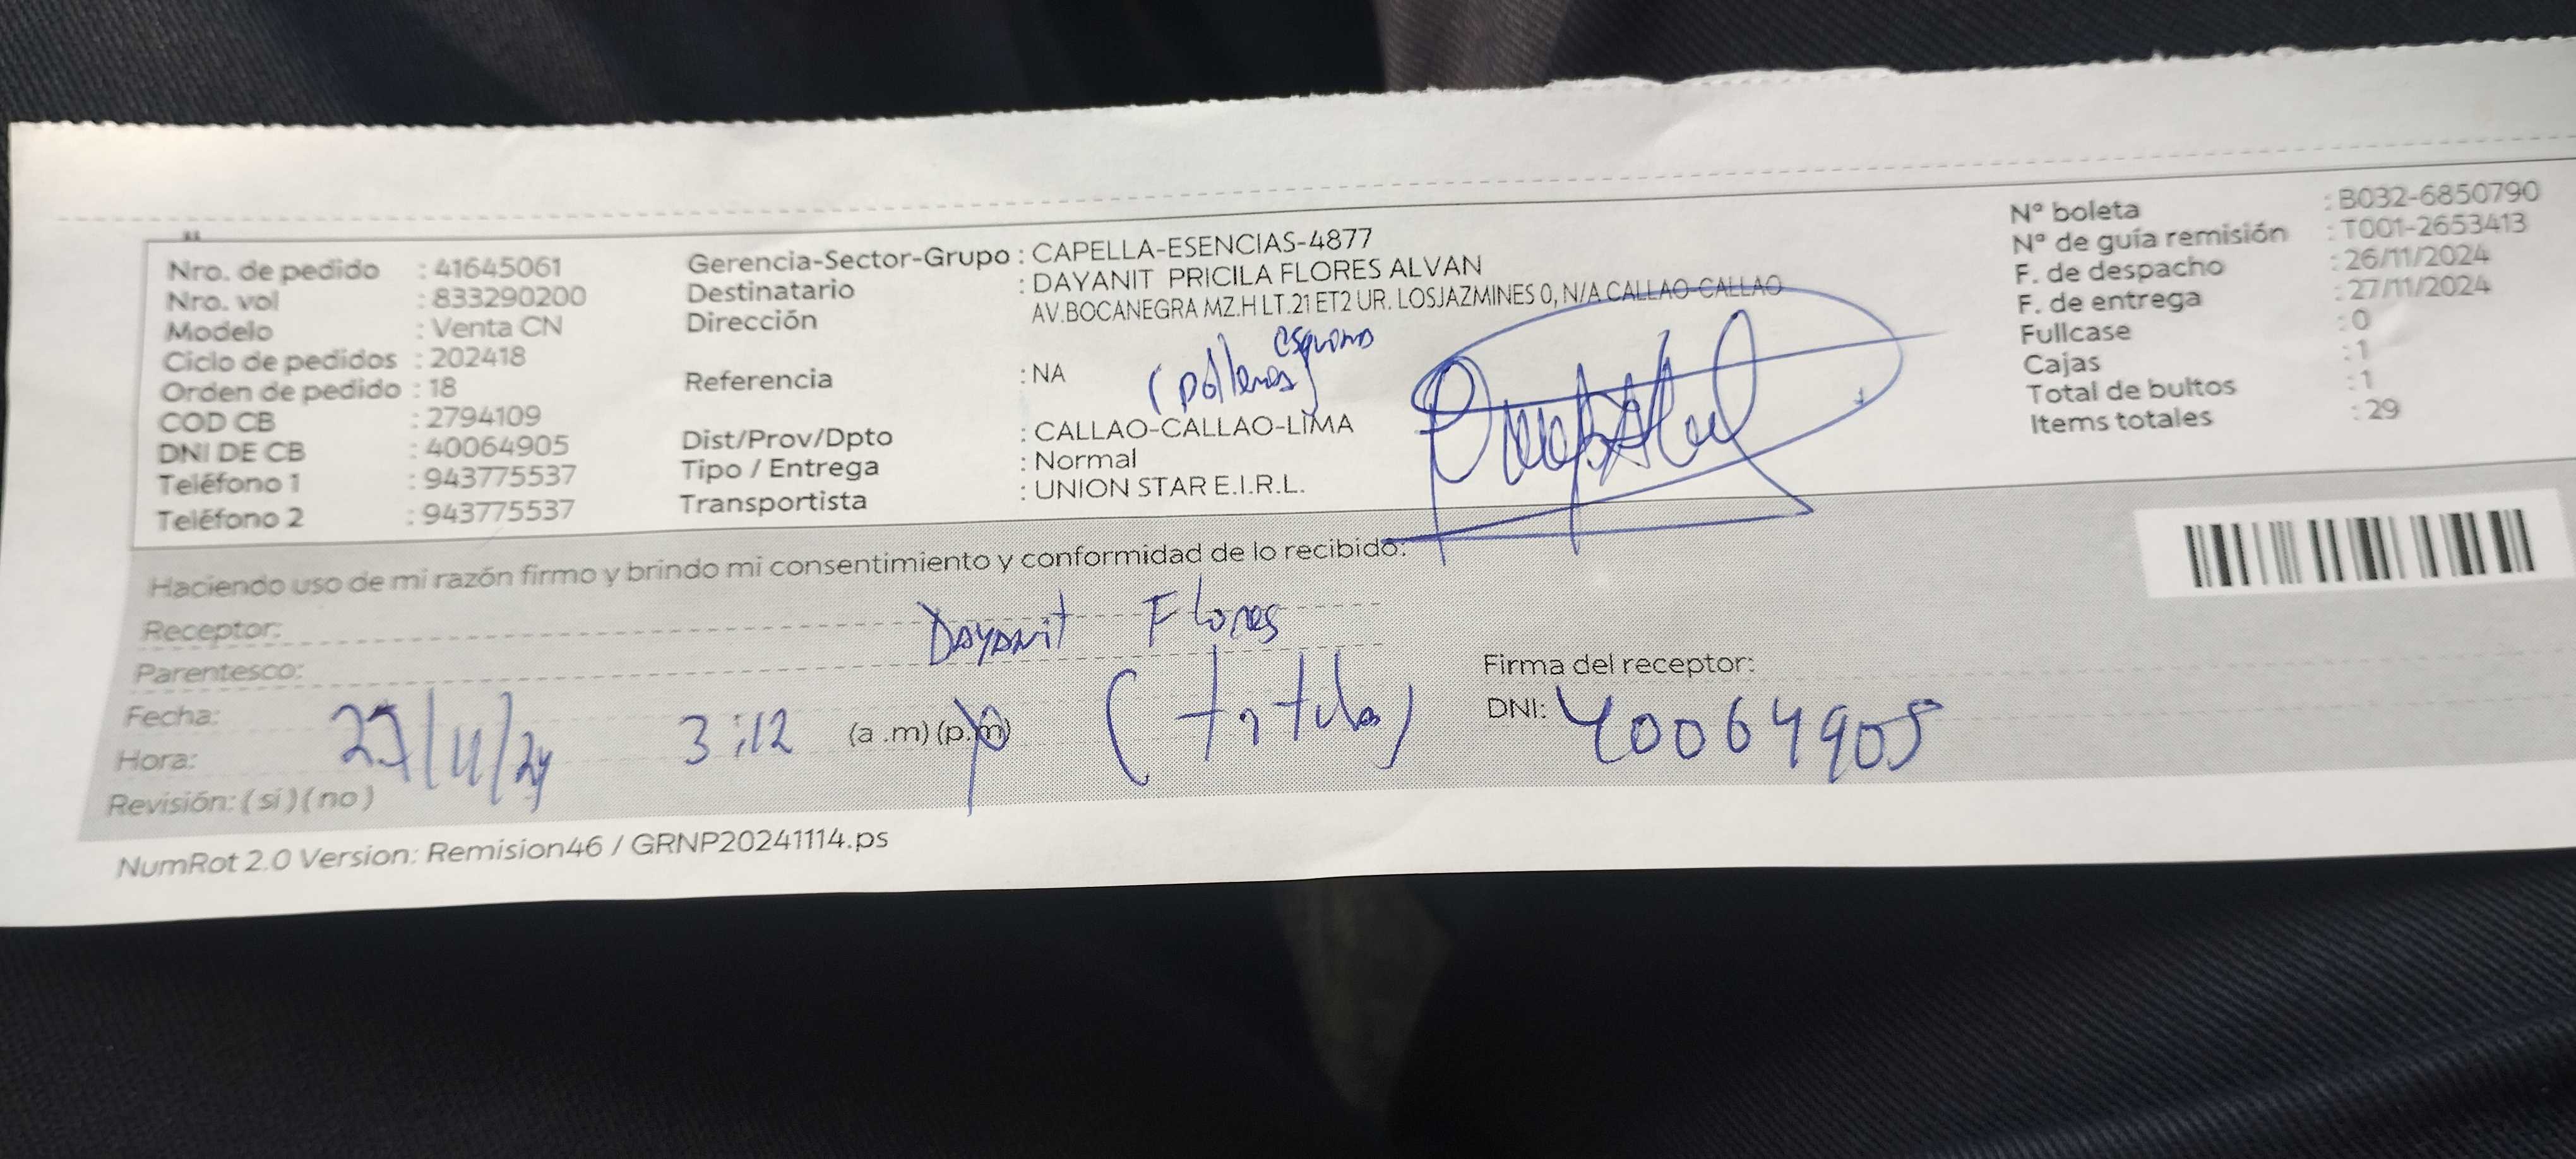 Nro. de pedido : 41645061
Nro. vol : 833290200
Modelo : Venta CN
Ciclo de pedidos : 202418
Orden de pedido : 18
COD CB : 2794109
DNI DE CB : 40064905
Teléfono 1 : 943775537
Teléfono 2 : 943775537
Gerencia-Sector-Grupo : CAPELLA-ESENCIAS-4877
Destinatario : DAYANIT PRICILA FLORES ALVAN
Dirección AV.BOCANEGRA MZ.H LT.21 ET2 UR. LOSJAZMINES 0, N/A CALLAO-CALLAO
Referencia : NA
Dist/Prov/Dpto : CALLAO-CALLAO-LIMA
Tipo / Entrega : Normal
Transportista : UNION STAR E.I.R.L.
Nº boleta : B032-6850790
Nº de guía remisión : T001-2653413
F. de despacho : 26/11/2024
F. de entrega : 27/11/2024
Fullcase : 0
Cajas : 1
Total de bultos : 1
Items totales : 29
Haciendo uso de mi razón firmo y brindo mi consentimiento y conformidad de lo recibido:
Receptor: Dayanit Flores
Parentesco:
Fecha: 27/11/24
Hora: 3:12 (a .m) (p.m)
Revisión: ( si ) ( no )
Firma del receptor:
DNI: 40064905
NumRot 2.0 Version: Remision46 / GRNP20241114.ps